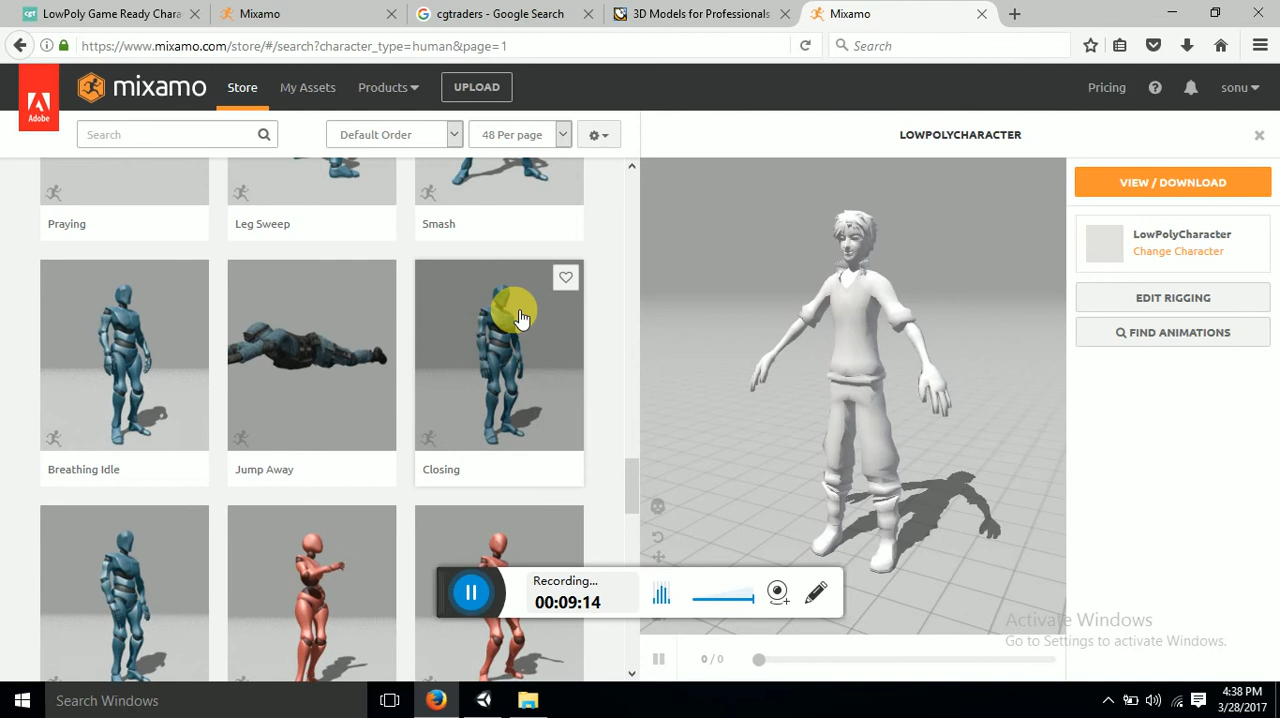 LowPoly Game Ready Chara
Mixamo
cgtraders - Google Search
3D Models for Professionals
Mixamo
https://www.mixamo.com/store/#/search?character_type=human&page=1
Search
Adobe
mixamo
Store
My Assets
Products
UPLOAD
Pricing
sonu
Search
Default Order
48 Per page
LOWPOLYCHARACTER
VIEW / DOWNLOAD
LowPolyCharacter
Change Character
EDIT RIGGING
FIND ANIMATIONS
Praying
Leg Sweep
Smash
Breathing Idle
Jump Away
Closing
Recording...
00:09:14
Activate Windows
Go to Settings to activate Windows.
0 / 0
Search Windows
4:38 PM
3/28/2017